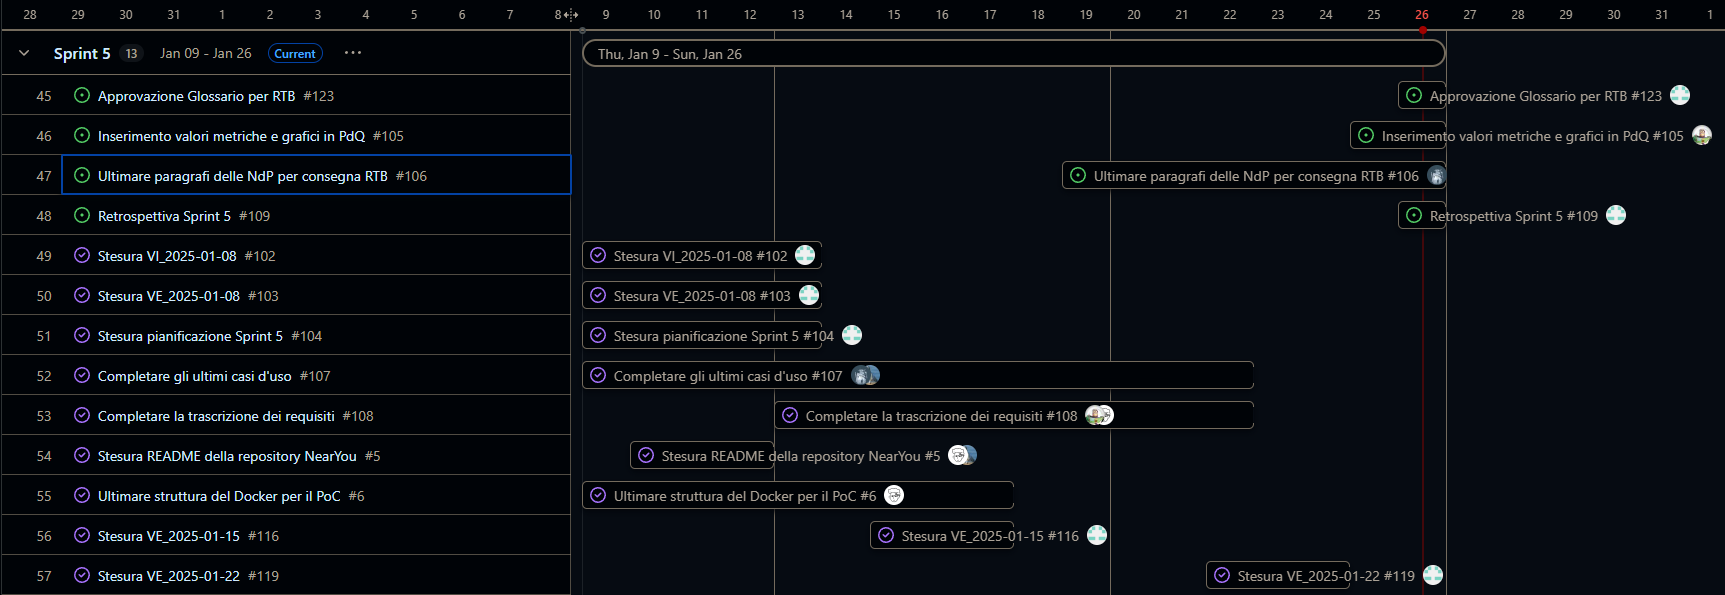 28 29 30 31 1 2 3 4 5 6 7 8 9 10 11 12 13 14 15 16 17 18 19 20 21 22 23 24 25 26 27 28 29 30 31 1
Sprint 5 13 Jan 09 - Jan 26 Current ... Thu, Jan 9 - Sun, Jan 26
45 Approvazione Glossario per RTB #123 Approvazione Glossario per RTB #123
46 Inserimento valori metriche e grafici in PdQ #105 Inserimento valori metriche e grafici in PdQ #105
47 Ultimare paragrafi delle NdP per consegna RTB #106 Ultimare paragrafi delle NdP per consegna RTB #106
48 Retrospettiva Sprint 5 #109 Retrospettiva Sprint 5 #109
49 Stesura VI_2025-01-08 #102 Stesura VI_2025-01-08 #102
50 Stesura VE_2025-01-08 #103 Stesura VE_2025-01-08 #103
51 Stesura pianificazione Sprint 5 #104 Stesura pianificazione Sprint 5 #104
52 Completare gli ultimi casi d'uso #107 Completare gli ultimi casi d'uso #107
53 Completare la trascrizione dei requisiti #108 Completare la trascrizione dei requisiti #108
54 Stesura README della repository NearYou #5 Stesura README della repository NearYou #5
55 Ultimare struttura del Docker per il PoC #6 Ultimare struttura del Docker per il PoC #6
56 Stesura VE_2025-01-15 #116 Stesura VE_2025-01-15 #116
57 Stesura VE_2025-01-22 #119 Stesura VE_2025-01-22 #119